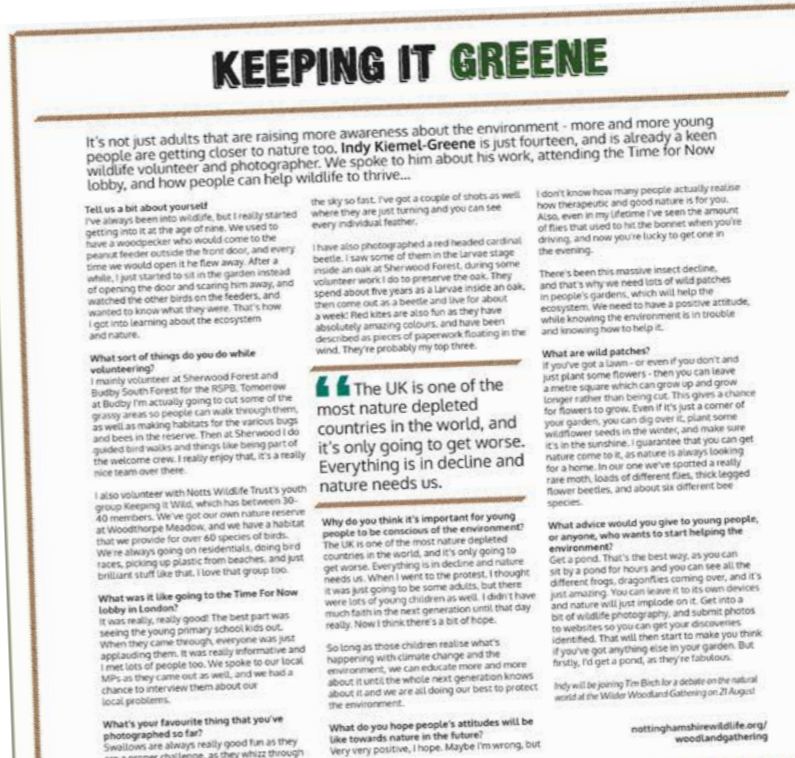 KEEPING IT GREENE
It's not just adults that are raising more awareness about the environment - more and more young
people are getting closer to nature too. Indy Kiemel-Greene is just fourteen, and is already a keen
wildlife volunteer and photographer. We spoke to him about his work, attending the Time for Now
lobby, and how people can help wildlife to thrive...
Tell us a bit about yourself
I've always been into wildlife, but I really started
getting into it at the age of nine. We used to
have a woodpecker who would come to the
peanut feeder outside the front door, and every
time we would open it he flew away. After a
while, I just started to sit in the garden instead
of opening the door and scaring him away, and
watched the other birds on the feeders, and
wanted to know what they were. That's how
I got into learning about the ecosystem
and nature.
What sort of things do you do while
volunteering?
I mainly volunteer at Sherwood Forest and
Budby South Forest for the RSPB. Tomorrow
at Budby I'm actually going to cut some of the
grassy areas so people can walk through them,
as well as making habitats for the various bugs
and bees in the reserve. Then at Sherwood I do
guided bird walks and things like being part of
the welcome crew. I really enjoy that, it's a really
nice team over there.
I also volunteer with Notts Wildlife Trust's youth
group Keeping it Wild, which has between 30-
40 members. We've got our own nature reserve
at Woodthorpe Meadow, and we have a habitat
that we provide for over 60 species of birds.
We're always going on residentials, doing bird
races, picking up plastic from beaches, and just
brilliant stuff like that. I love that group too.
What was it like going to the Time For Now
lobby in London?
It was really, really good! The best part was
seeing the young primary school kids out.
When they came through, everyone was just
applauding them. It was really informative and
I met lots of people too. We spoke to our local
MPs as they came out as well, and we had a
chance to interview them about our
local problems.
What's your favourite thing that you've
photographed so far?
Swallows are always really good fun as they
are a proper challenge, as they whizz through
the sky so fast. I've got a couple of shots as well
where they are just turning and you can see
every individual feather.
I have also photographed a red headed cardinal
beetle. I saw some of them in the larvae stage
inside an oak at Sherwood Forest, during some
volunteer work I do to preserve the oak. They
spend about five years as a larvae inside an oak,
then come out as a beetle and live for about
a week! Red kites are also fun as they have
absolutely amazing colours, and have been
described as pieces of paperwork floating in the
wind. They're probably my top three.
“ The UK is one of the
most nature depleted
countries in the world, and
it's only going to get worse.
Everything is in decline and
nature needs us.
Why do you think it's important for young
people to be conscious of the environment?
The UK is one of the most nature depleted
countries in the world, and it's only going to
get worse. Everything is in decline and nature
needs us. When I went to the protest, I thought
it was just going to be some adults, but there
were lots of young children as well. I didn't have
much faith in the next generation until that day
really. Now I think there's a bit of hope.
So long as those children realise what's
happening with climate change and the
environment, we can educate more and more
about it until the whole next generation knows
about it and we are all doing our best to protect
the environment.
What do you hope people's attitudes will be
like towards nature in the future?
Very very positive, I hope. Maybe I'm wrong, but
I don't know how many people actually realise
how therapeutic and good nature is for you.
Also, even in my lifetime I've seen the amount
of flies that used to hit the bonnet when you're
driving, and now you're lucky to get one in
the evening.
There's been this massive insect decline,
and that's why we need lots of wild patches
in people's gardens, which will help the
ecosystem. We need to have a positive attitude,
while knowing the environment is in trouble
and knowing how to help it.
What are wild patches?
If you've got a lawn - or even if you don't and
just plant some flowers - then you can leave
a metre square which can grow up and grow
longer rather than being cut. This gives a chance
for flowers to grow. Even if it's just a corner of
your garden, you can dig over it, plant some
wildflower seeds in the winter, and make sure
it's in the sunshine. I guarantee that you can get
nature come to it, as nature is always looking
for a home. In our one we've spotted a really
rare moth, loads of different flies, thick legged
flower beetles, and about six different bee
species.
What advice would you give to young people,
or anyone, who wants to start helping the
environment?
Get a pond. That's the best way, as you can
sit by a pond for hours and you can see all the
different frogs, dragonflies coming over, and it's
just amazing. You can leave it to its own devices
and nature will just implode on it. Get into a
bit of wildlife photography, and submit photos
to websites so you can get your discoveries
identified. That will then start to make you think
if you've got anything else in your garden. But
firstly, I'd get a pond, as they're fabulous.
Indy will be joining Tim Birch for a debate on the natural
world at the Wilder Woodland Gathering on 21 August
nottinghamshirewildlife.org/
woodlandgathering